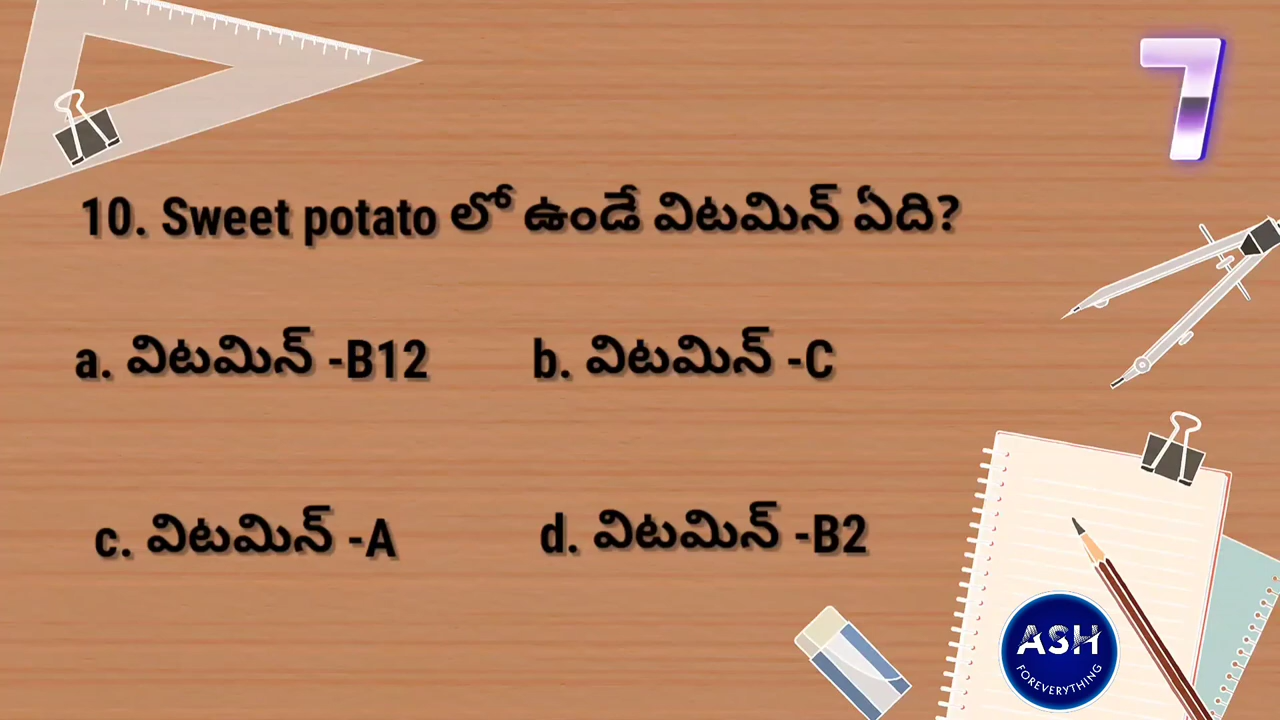 7
10. Sweet potato లో ఉండే విటమిన్ ఏది?
a. విటమిన్ -B12 b. విటమిన్ -C
c. విటమిన్ -A d. విటమిన్ -B2
ASH
FOREVERYTHING